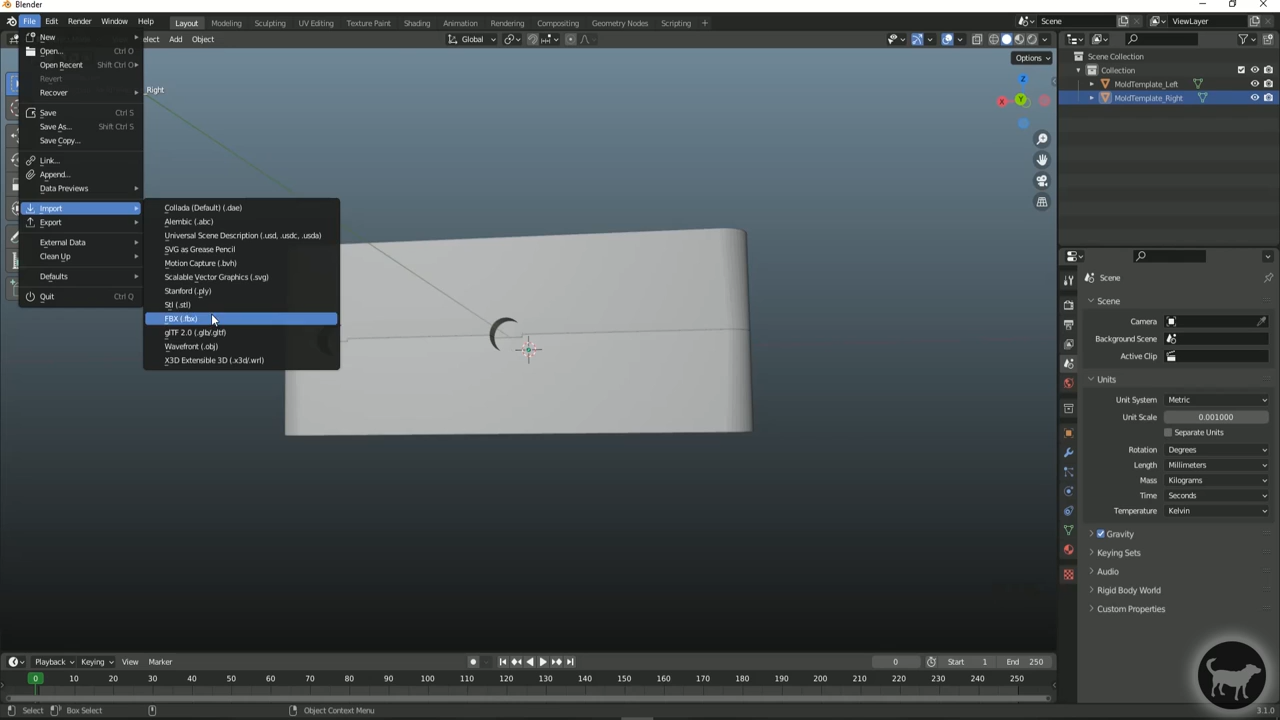 Blender
File Edit Render Window Help Layout Modeling Sculpting UV Editing Texture Paint Shading Animation Rendering Compositing Geometry Nodes Scripting + Scene ViewLayer
Add Object Global
Options
New
Open... Ctrl O
Open Recent Shift Ctrl O
Revert
Recover
Save Ctrl S
Save As... Shift Ctrl S
Save Copy...
Link...
Append...
Data Previews
Import
Export
External Data
Clean Up
Defaults
Quit Ctrl Q
Collada (Default) (.dae)
Alembic (.abc)
Universal Scene Description (.usd, .usdc, .usda)
SVG as Grease Pencil
Motion Capture (.bvh)
Scalable Vector Graphics (.svg)
Stanford (.ply)
Stl (.stl)
FBX (.fbx)
glTF 2.0 (.glb/.gltf)
Wavefront (.obj)
X3D Extensible 3D (.x3d/.wrl)
Z
X Y
Scene Collection
Collection
MoldTemplate_Left
MoldTemplate_Right
Scene
Scene
Camera
Background Scene
Active Clip
Units
Unit System Metric
Unit Scale 0.001000
Separate Units
Rotation Degrees
Length Millimeters
Mass Kilograms
Time Seconds
Temperature Kelvin
Gravity
Keying Sets
Audio
Rigid Body World
Custom Properties
Playback Keying View Marker 0 Start 1 End 250
0 10 20 30 40 50 60 70 80 90 100 110 120 130 140 150 160 170 180 190 200 210 220 230 240 250
Select Box Select Object Context Menu 3.1.0